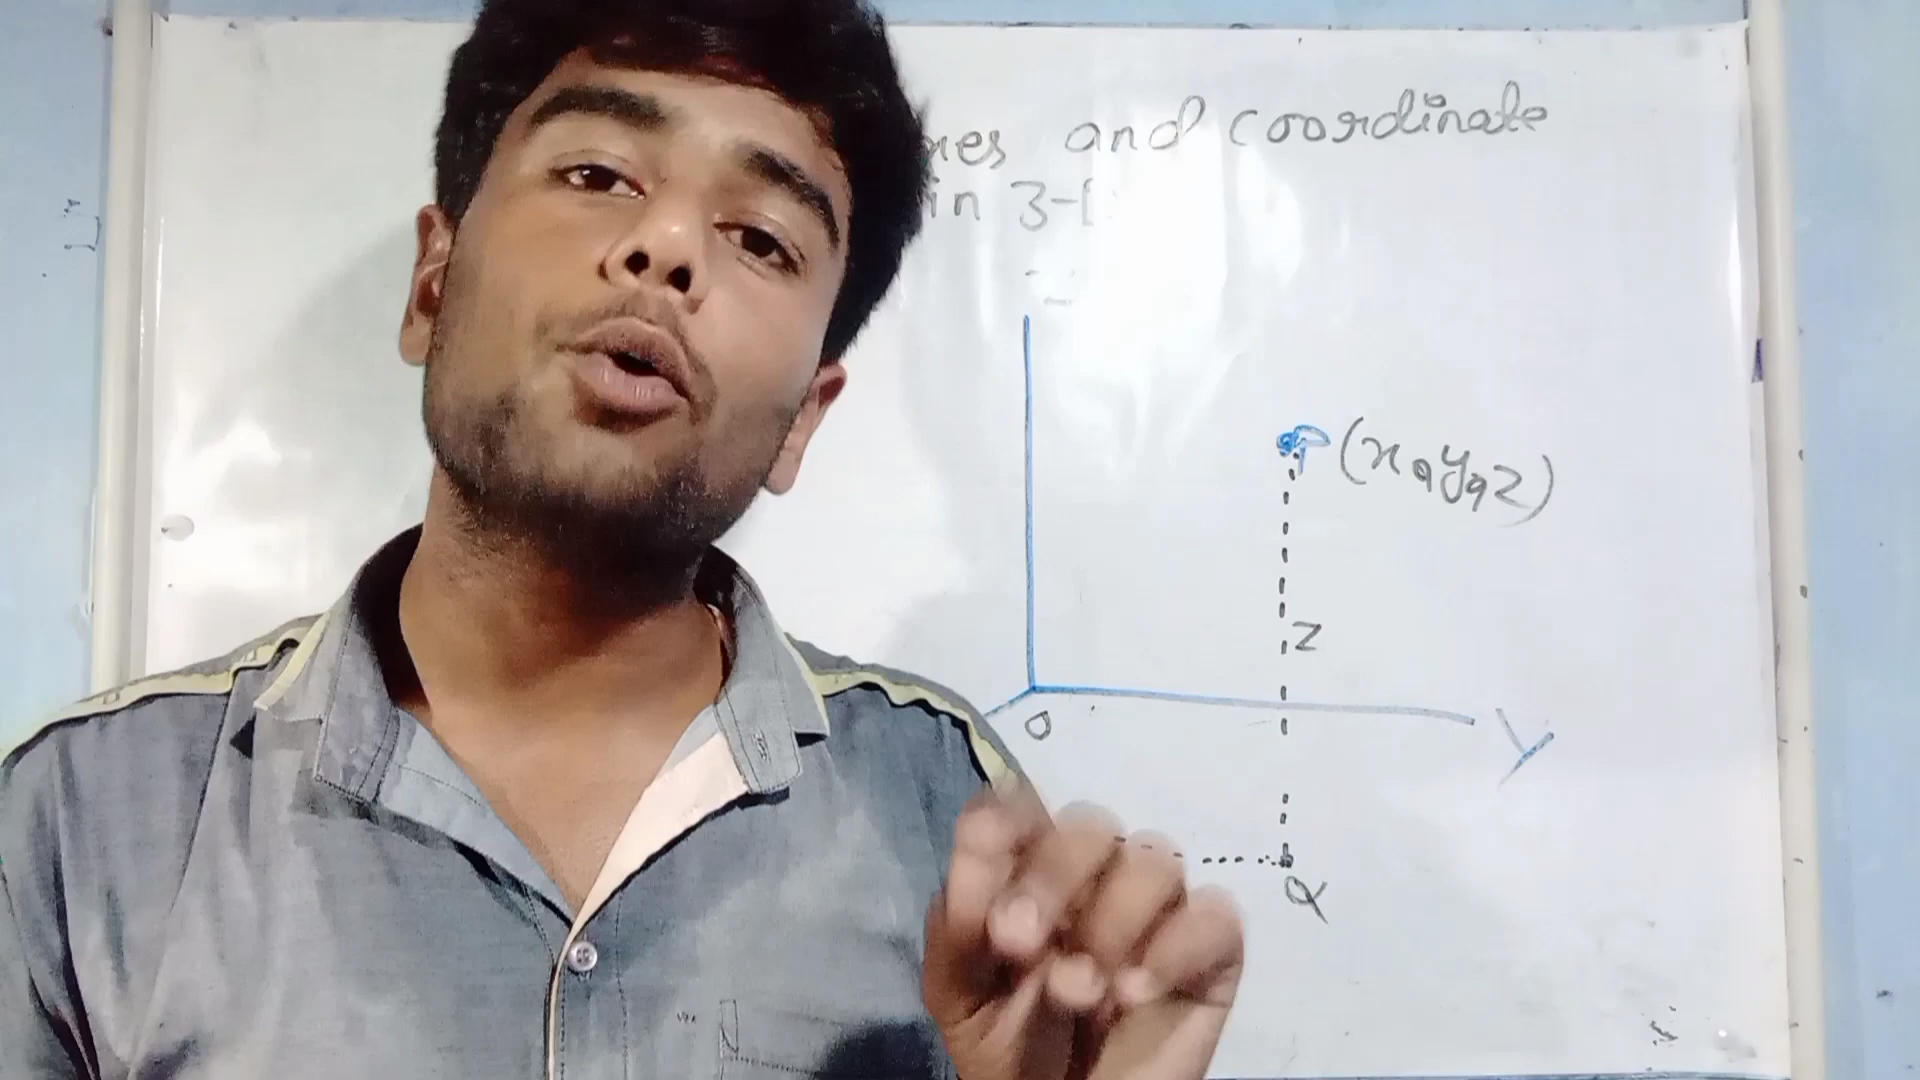 and coordinate
in 3-D
Z
P (x, y, z)
Z
O
Y
Q